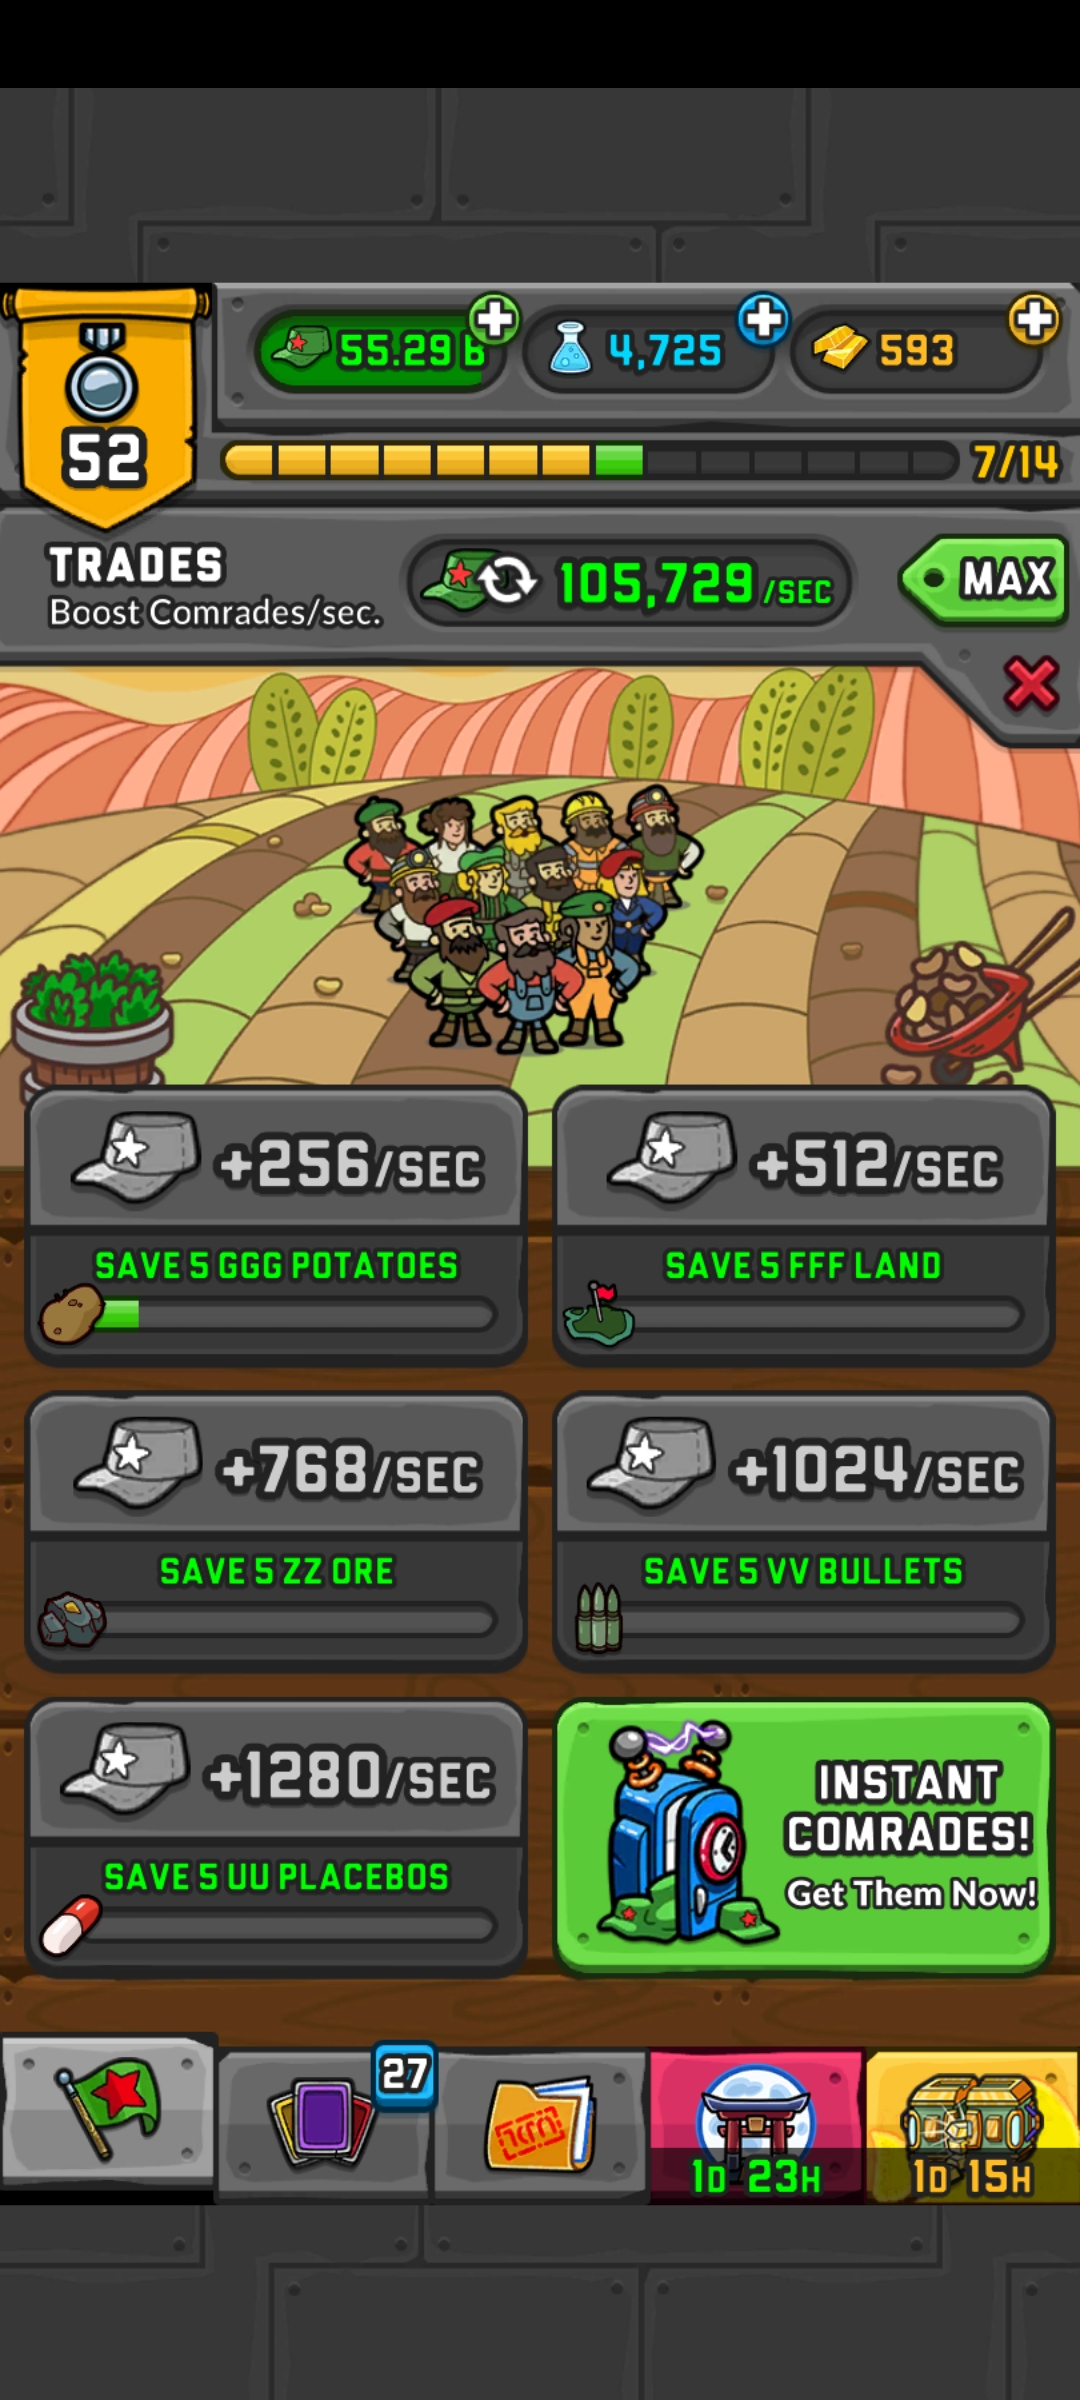 55.29 B
4,725
593
52
7/14
TRADES
Boost Comrades/sec.
105,729/SEC
MAX
+256/SEC
+512/SEC
SAVE 5 GGG POTATOES
SAVE 5 FFF LAND
+768/SEC
+1024/SEC
SAVE 5 ZZ ORE
SAVE 5 VV BULLETS
+1280/SEC
INSTANT
COMRADES!
Get Them Now!
SAVE 5 UU PLACEBOS
27
1D 23H
1D 15H